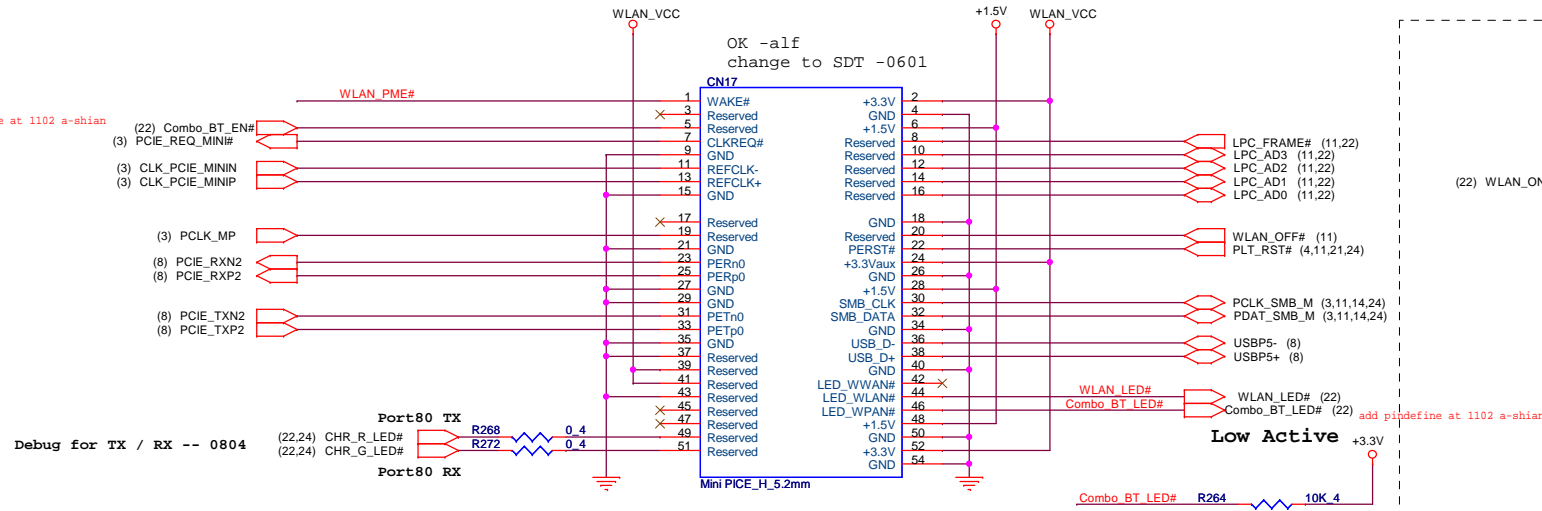 WLAN_VCC
+1.5V
WLAN_VCC
OK -alf
change to SDT -0601
CN17
WLAN_PME#
1 WAKE#
3 Reserved
5 Reserved
7 CLKREQ#
9 GND
11 REFCLK-
13 REFCLK+
15 GND
17 Reserved
19 Reserved
21 GND
23 PERn0
25 PERp0
27 GND
29 GND
31 PETn0
33 PETp0
35 GND
37 Reserved
39 Reserved
41 Reserved
43 Reserved
45 Reserved
47 Reserved
49 Reserved
51 Reserved
+3.3V 2
GND 4
+1.5V 6
Reserved 8
Reserved 10
Reserved 12
Reserved 14
Reserved 16
GND 18
Reserved 20
PERST# 22
+3.3Vaux 24
GND 26
+1.5V 28
SMB_CLK 30
SMB_DATA 32
GND 34
USB_D- 36
USB_D+ 38
GND 40
LED_WWAN# 42
LED_WLAN# 44
LED_WPAN# 46
+1.5V 48
GND 50
+3.3V 52
GND 54
Mini PICE_H_5.2mm
e at 1102 a-shian
(22) Combo_BT_EN#
(3) PCIE_REQ_MINI#
(3) CLK_PCIE_MININ
(3) CLK_PCIE_MINIP
(3) PCLK_MP
(8) PCIE_RXN2
(8) PCIE_RXP2
(8) PCIE_TXN2
(8) PCIE_TXP2
Port80 TX
Debug for TX / RX -- 0804
(22,24) CHR_R_LED# R268 0_4
(22,24) CHR_G_LED# R272 0_4
Port80 RX
LPC_FRAME# (11,22)
LPC_AD3 (11,22)
LPC_AD2 (11,22)
LPC_AD1 (11,22)
LPC_AD0 (11,22)
(22) WLAN_ON
WLAN_OFF# (11)
PLT_RST# (4,11,21,24)
PCLK_SMB_M (3,11,14,24)
PDAT_SMB_M (3,11,14,24)
USBP5- (8)
USBP5+ (8)
WLAN_LED# WLAN_LED# (22)
Combo_BT_LED# Combo_BT_LED# (22)
add pindefine at 1102 a-shian
Low Active
+3.3V
Combo_BT_LED# R264 10K_4